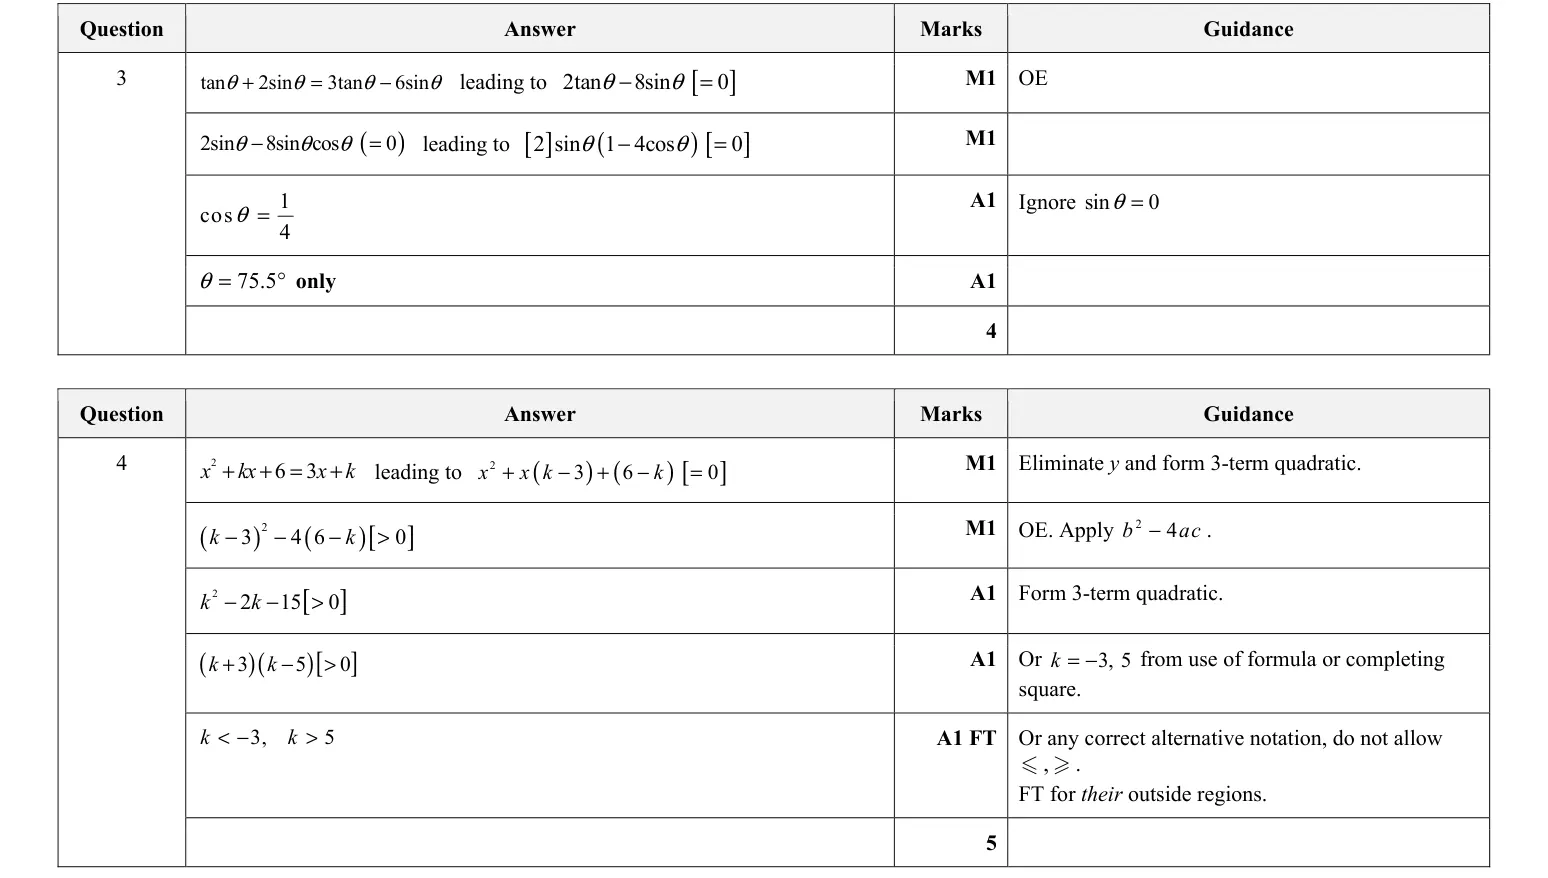 Question Answer Marks Guidance
3 tanθ + 2sinθ = 3tanθ − 6sinθ leading to 2tanθ − 8sinθ [= 0] M1 OE
2sinθ − 8sinθcosθ (= 0) leading to [2]sinθ(1 − 4cosθ) [= 0] M1
cosθ = 1/4 A1 Ignore sinθ = 0
θ = 75.5° only A1
4
Question Answer Marks Guidance
4 x² + kx + 6 = 3x + k leading to x² + x(k − 3) + (6 − k) [= 0] M1 Eliminate y and form 3-term quadratic.
(k − 3)² − 4(6 − k)[> 0] M1 OE. Apply b² − 4ac .
k² − 2k − 15[> 0] A1 Form 3-term quadratic.
(k + 3)(k − 5)[> 0] A1 Or k = −3, 5 from use of formula or completing
square.
k < −3, k > 5 A1 FT Or any correct alternative notation, do not allow
⩽ , ⩾ .
FT for their outside regions.
5